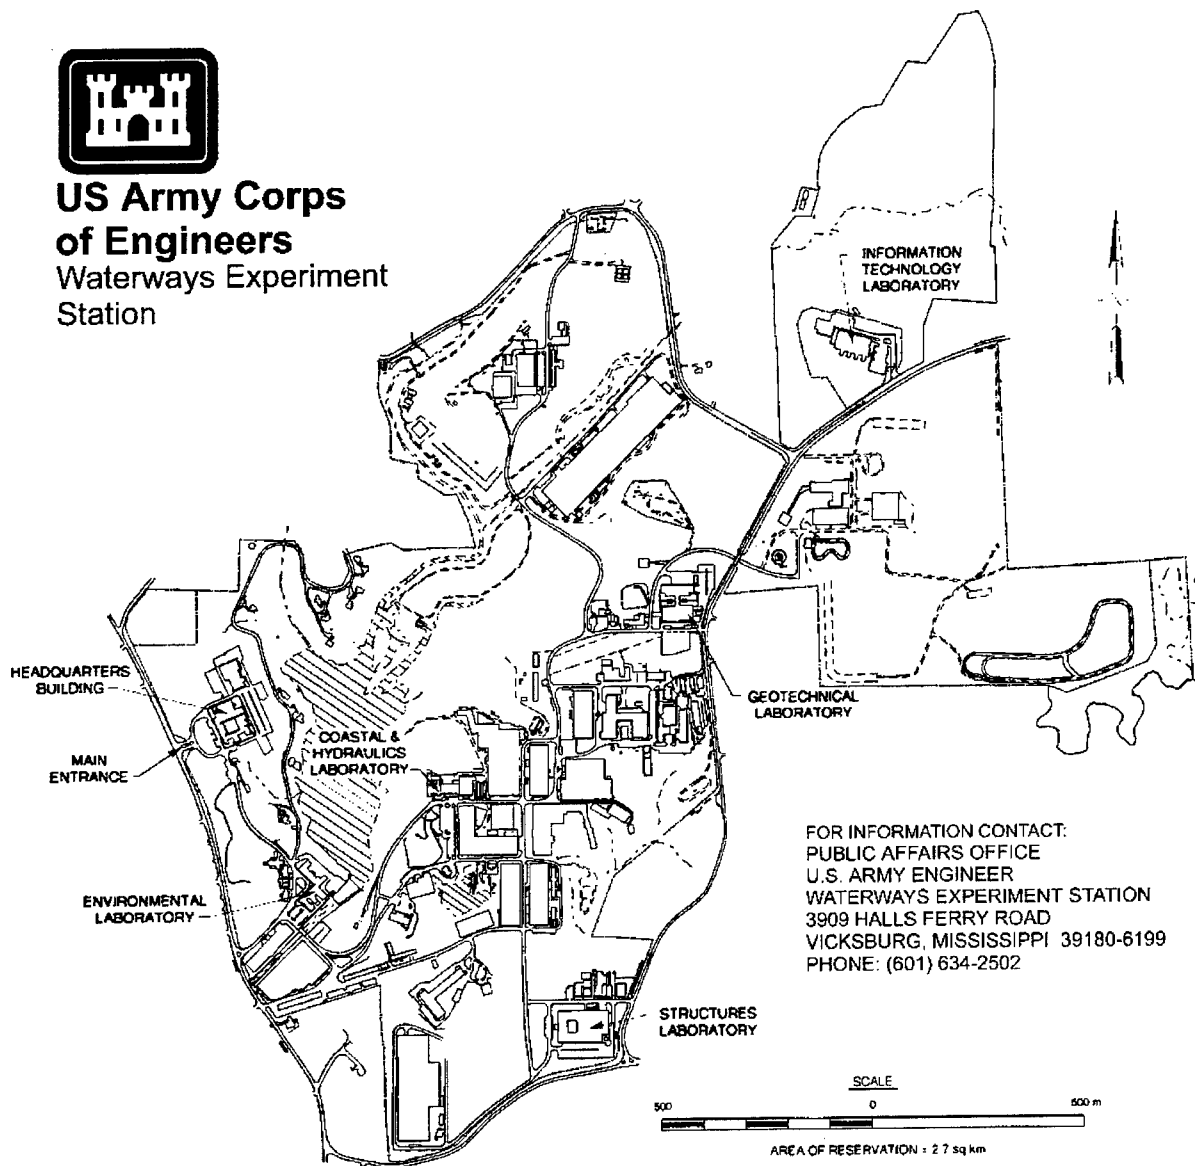 US Army Corps
of Engineers
Waterways Experiment
Station
INFORMATION
TECHNOLOGY
LABORATORY
HEADQUARTERS
BUILDING
MAIN
ENTRANCE
COASTAL &
HYDRAULICS
LABORATORY
GEOTECHNICAL
LABORATORY
ENVIRONMENTAL
LABORATORY
STRUCTURES
LABORATORY
FOR INFORMATION CONTACT:
PUBLIC AFFAIRS OFFICE
U.S. ARMY ENGINEER
WATERWAYS EXPERIMENT STATION
3909 HALLS FERRY ROAD
VICKSBURG, MISSISSIPPI 39180-6199
PHONE: (601) 634-2502
SCALE
500 0 500 m
AREA OF RESERVATION = 2.7 sq km